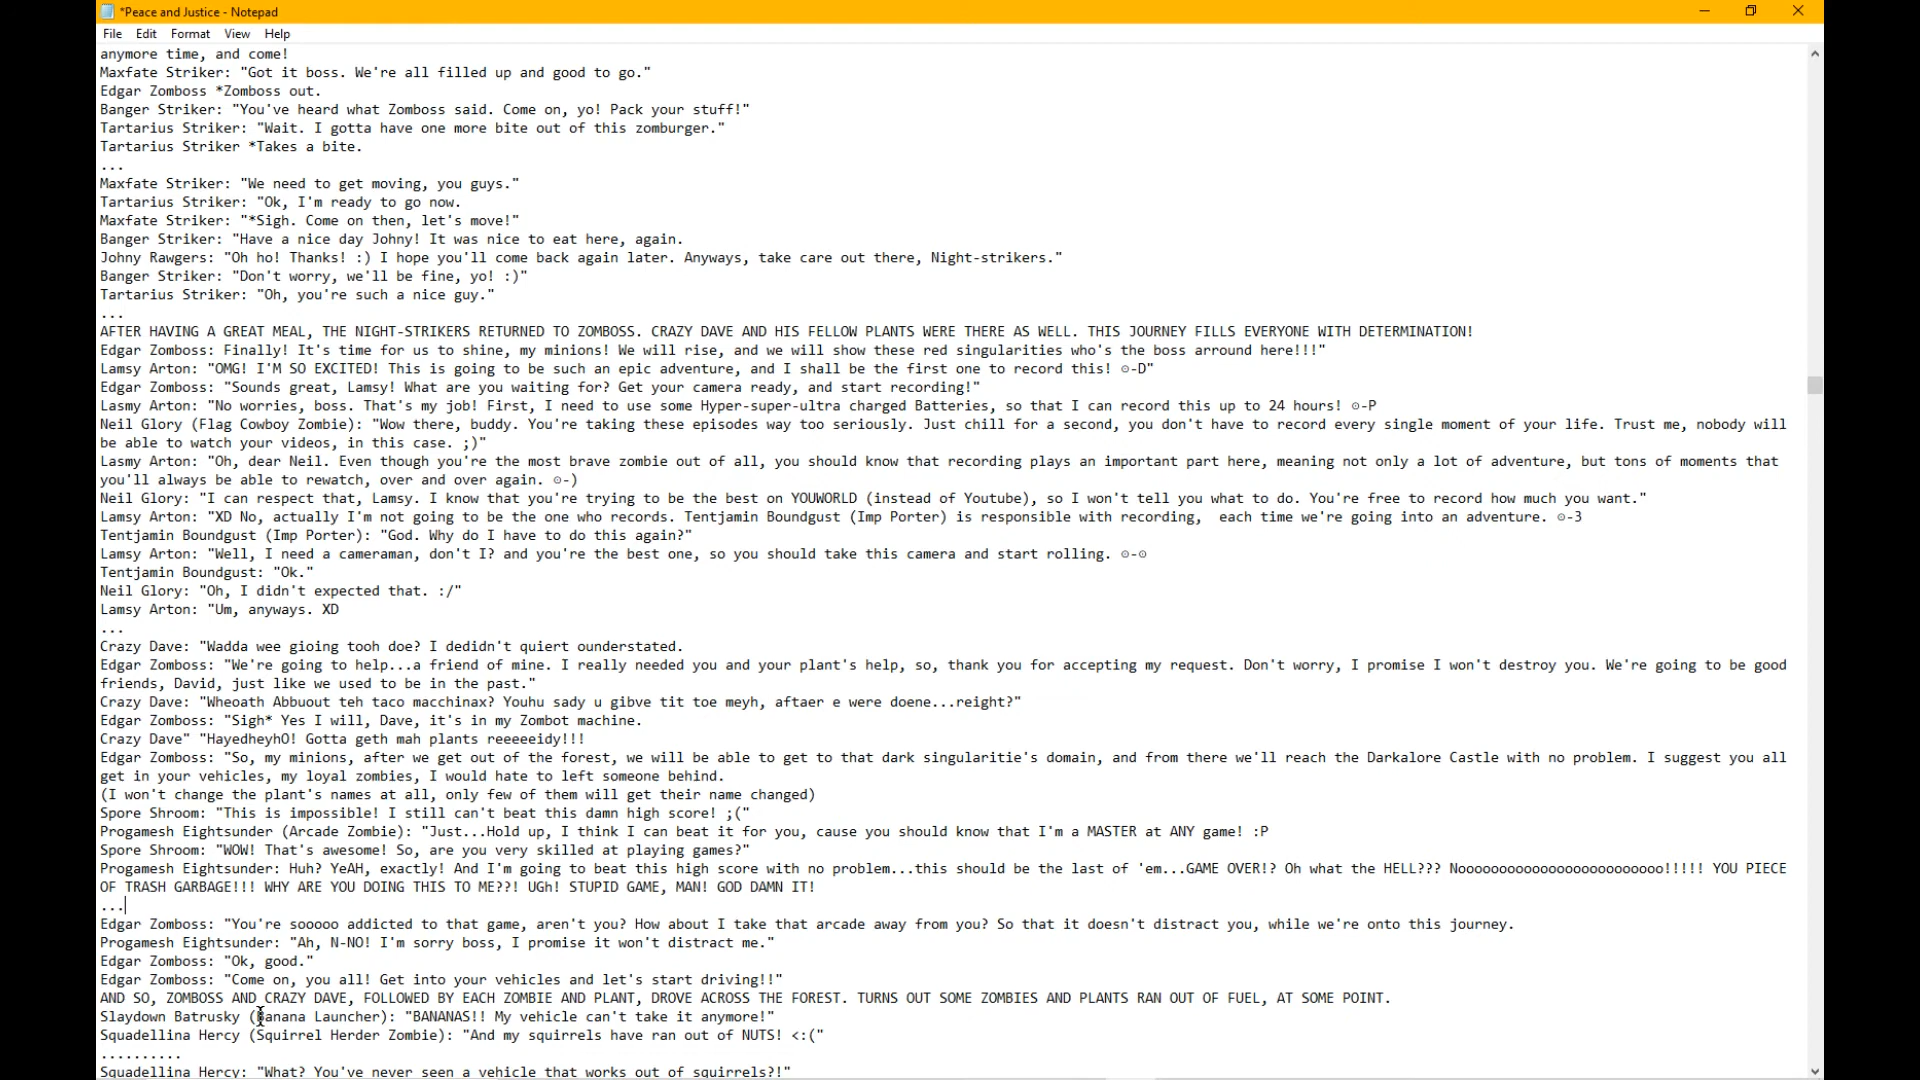 *Peace and Justice - Notepad
File Edit Format View Help
anymore time, and come!
Maxfate Striker: "Got it boss. We're all filled up and good to go."
Edgar Zomboss *Zomboss out.
Banger Striker: "You've heard what Zomboss said. Come on, yo! Pack your stuff!"
Tartarius Striker: "Wait. I gotta have one more bite out of this zomburger."
Tartarius Striker *Takes a bite.
...
Maxfate Striker: "We need to get moving, you guys."
Tartarius Striker: "Ok, I'm ready to go now.
Maxfate Striker: "*Sigh. Come on then, let's move!"
Banger Striker: "Have a nice day Johny! It was nice to eat here, again.
Johny Rawgers: "Oh ho! Thanks! :) I hope you'll come back again later. Anyways, take care out there, Night-strikers."
Banger Striker: "Don't worry, we'll be fine, yo! :)"
Tartarius Striker: "Oh, you're such a nice guy."
...
AFTER HAVING A GREAT MEAL, THE NIGHT-STRIKERS RETURNED TO ZOMBOSS. CRAZY DAVE AND HIS FELLOW PLANTS WERE THERE AS WELL. THIS JOURNEY FILLS EVERYONE WITH DETERMINATION!
Edgar Zomboss: Finally! It's time for us to shine, my minions! We will rise, and we will show these red singularities who's the boss arround here!!!"
Lamsy Arton: "OMG! I'M SO EXCITED! This is going to be such an epic adventure, and I shall be the first one to record this! ☺-D"
Edgar Zomboss: "Sounds great, Lamsy! What are you waiting for? Get your camera ready, and start recording!"
Lasmy Arton: "No worries, boss. That's my job! First, I need to use some Hyper-super-ultra charged Batteries, so that I can record this up to 24 hours! ☺-P
Neil Glory (Flag Cowboy Zombie): "Wow there, buddy. You're taking these episodes way too seriously. Just chill for a second, you don't have to record every single moment of your life. Trust me, nobody will
be able to watch your videos, in this case. ;)"
Lasmy Arton: "Oh, dear Neil. Even though you're the most brave zombie out of all, you should know that recording plays an important part here, meaning not only a lot of adventure, but tons of moments that
you'll always be able to rewatch, over and over again. ☺-)
Neil Glory: "I can respect that, Lamsy. I know that you're trying to be the best on YOUWORLD (instead of Youtube), so I won't tell you what to do. You're free to record how much you want."
Lamsy Arton: "XD No, actually I'm not going to be the one who records. Tentjamin Boundgust (Imp Porter) is responsible with recording,  each time we're going into an adventure. ☺-3
Tentjamin Boundgust (Imp Porter): "God. Why do I have to do this again?"
Lamsy Arton: "Well, I need a cameraman, don't I? and you're the best one, so you should take this camera and start rolling. ☺-☺
Tentjamin Boundgust: "Ok."
Neil Glory: "Oh, I didn't expected that. :/"
Lamsy Arton: "Um, anyways. XD
...
Crazy Dave: "Wadda wee gioing tooh doe? I dedidn't quiert ounderstated.
Edgar Zomboss: "We're going to help...a friend of mine. I really needed you and your plant's help, so, thank you for accepting my request. Don't worry, I promise I won't destroy you. We're going to be good
friends, David, just like we used to be in the past."
Crazy Dave: "Wheoath Abbuout teh taco macchinax? Youhu sady u gibve tit toe meyh, aftaer e were doene...reight?"
Edgar Zomboss: "Sigh* Yes I will, Dave, it's in my Zombot machine.
Crazy Dave" "HayedheyhO! Gotta geth mah plants reeeeeidy!!!
Edgar Zomboss: "So, my minions, after we get out of the forest, we will be able to get to that dark singularitie's domain, and from there we'll reach the Darkalore Castle with no problem. I suggest you all
get in your vehicles, my loyal zombies, I would hate to left someone behind.
(I won't change the plant's names at all, only few of them will get their name changed)
Spore Shroom: "This is impossible! I still can't beat this damn high score! ;("
Progamesh Eightsunder (Arcade Zombie): "Just...Hold up, I think I can beat it for you, cause you should know that I'm a MASTER at ANY game! :P
Spore Shroom: "WOW! That's awesome! So, are you very skilled at playing games?"
Progamesh Eightsunder: Huh? YeAH, exactly! And I'm going to beat this high score with no problem...this should be the last of 'em...GAME OVER!? Oh what the HELL??? Nooooooooooooooooooooooooo!!!!! YOU PIECE
OF TRASH GARBAGE!!! WHY ARE YOU DOING THIS TO ME??! UGh! STUPID GAME, MAN! GOD DAMN IT!
...
Edgar Zomboss: "You're sooooo addicted to that game, aren't you? How about I take that arcade away from you? So that it doesn't distract you, while we're onto this journey.
Progamesh Eightsunder: "Ah, N-NO! I'm sorry boss, I promise it won't distract me."
Edgar Zomboss: "Ok, good."
Edgar Zomboss: "Come on, you all! Get into your vehicles and let's start driving!!"
AND SO, ZOMBOSS AND CRAZY DAVE, FOLLOWED BY EACH ZOMBIE AND PLANT, DROVE ACROSS THE FOREST. TURNS OUT SOME ZOMBIES AND PLANTS RAN OUT OF FUEL, AT SOME POINT.
Slaydown Batrusky (Banana Launcher): "BANANAS!! My vehicle can't take it anymore!"
Squadellina Hercy (Squirrel Herder Zombie): "And my squirrels have ran out of NUTS! <:("
..........
Squadellina Hercy: "What? You've never seen a vehicle that works out of squirrels?!"